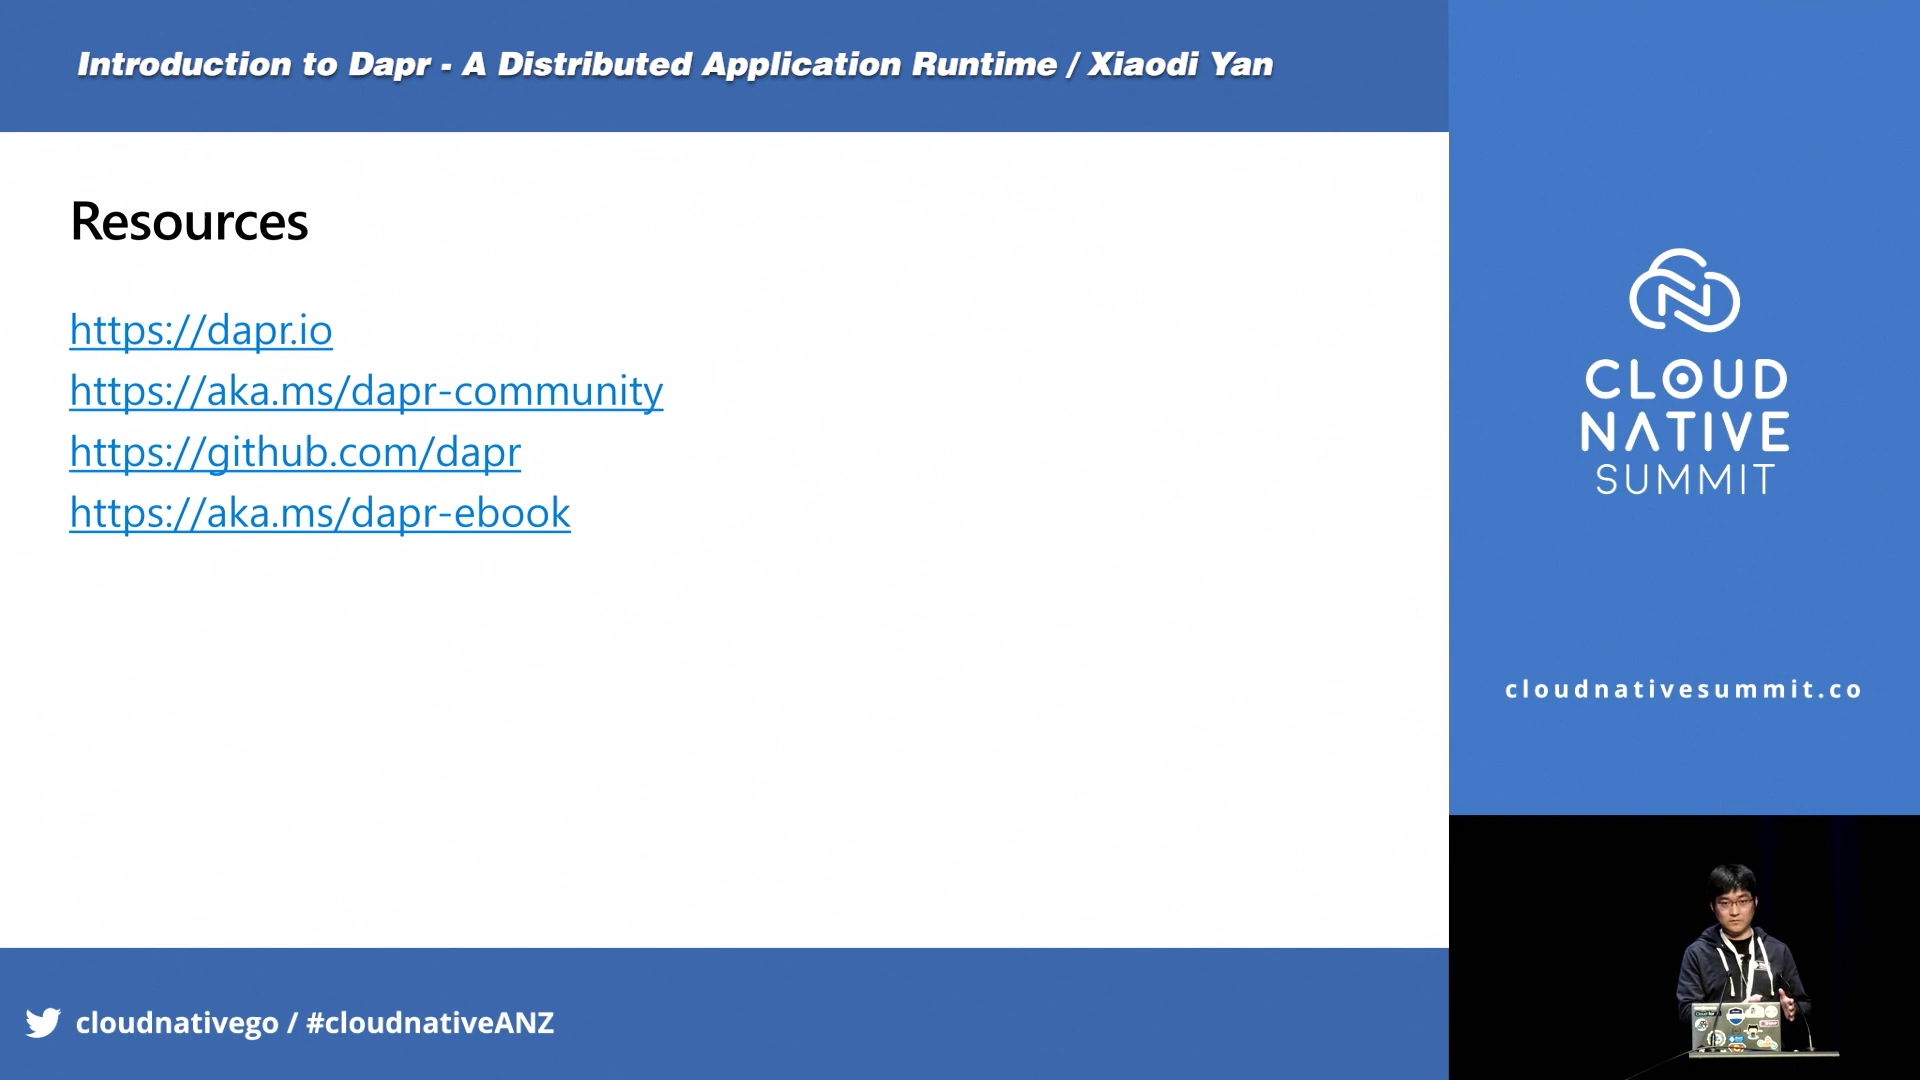 Introduction to Dapr - A Distributed Application Runtime / Xiaodi Yan
Resources
https://dapr.io
https://aka.ms/dapr-community
https://github.com/dapr
https://aka.ms/dapr-ebook
CLOUD
NATIVE
SUMMIT
cloudnativesummit.co
cloudnativego / #cloudnativeANZ